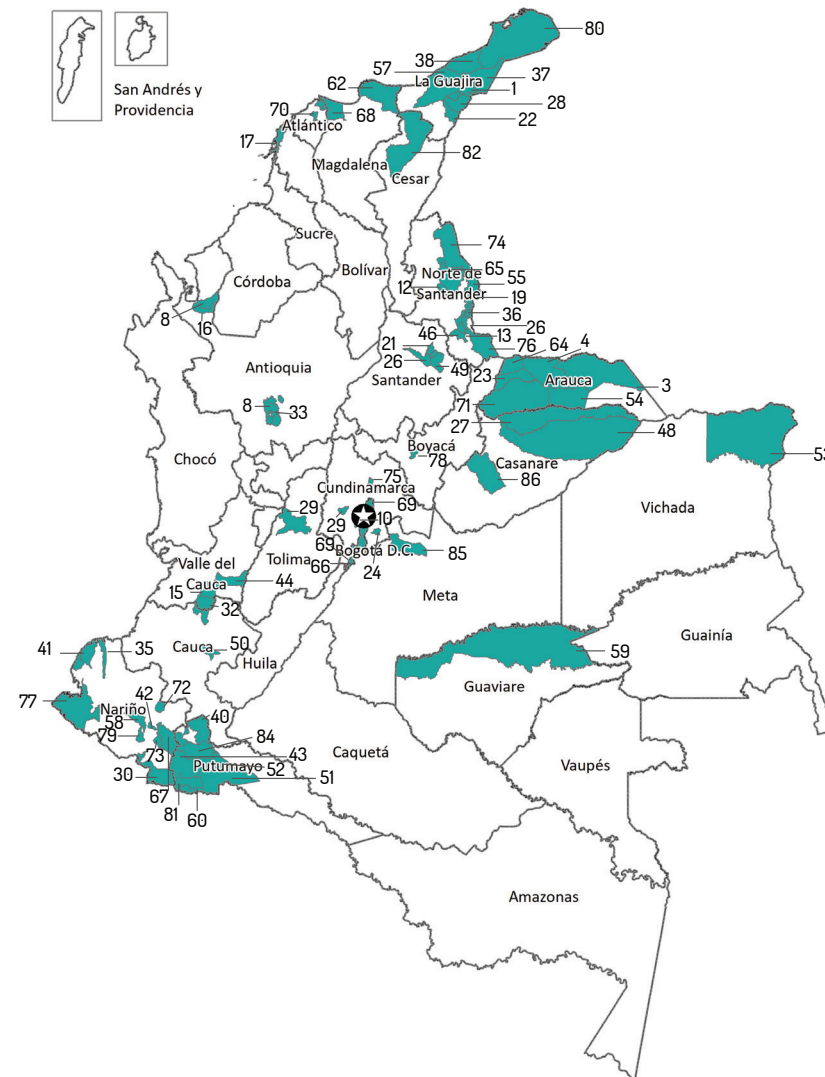 80
38
57
La Guajira
37
1
62
28
San Andrés y
Providencia
70
Atlántico
68
22
17
82
Magdalena
Cesar
Sucre
74
Norte de
65
Córdoba
Bolívar
12
55
Santander
19
8
36
16
46
26
21
13
64
4
76
Antioquia
26
49
Santander
23
Arauca
3
8
33
71
54
27
48
Boyacá
78
53
Chocó
75
Casanare
Cundinamarca
86
29
69
Vichada
29
10
69
Bogotá D.C.
85
Tolima
66
24
Valle del
Cauca
44
15
32
Meta
Guainía
41
35
Cauca
50
Huila
59
Guaviare
77
42
72
Nariño
40
58
79
84
Caquetá
73
43
Putumayo
52
Vaupés
30
51
67
81
60
Amazonas